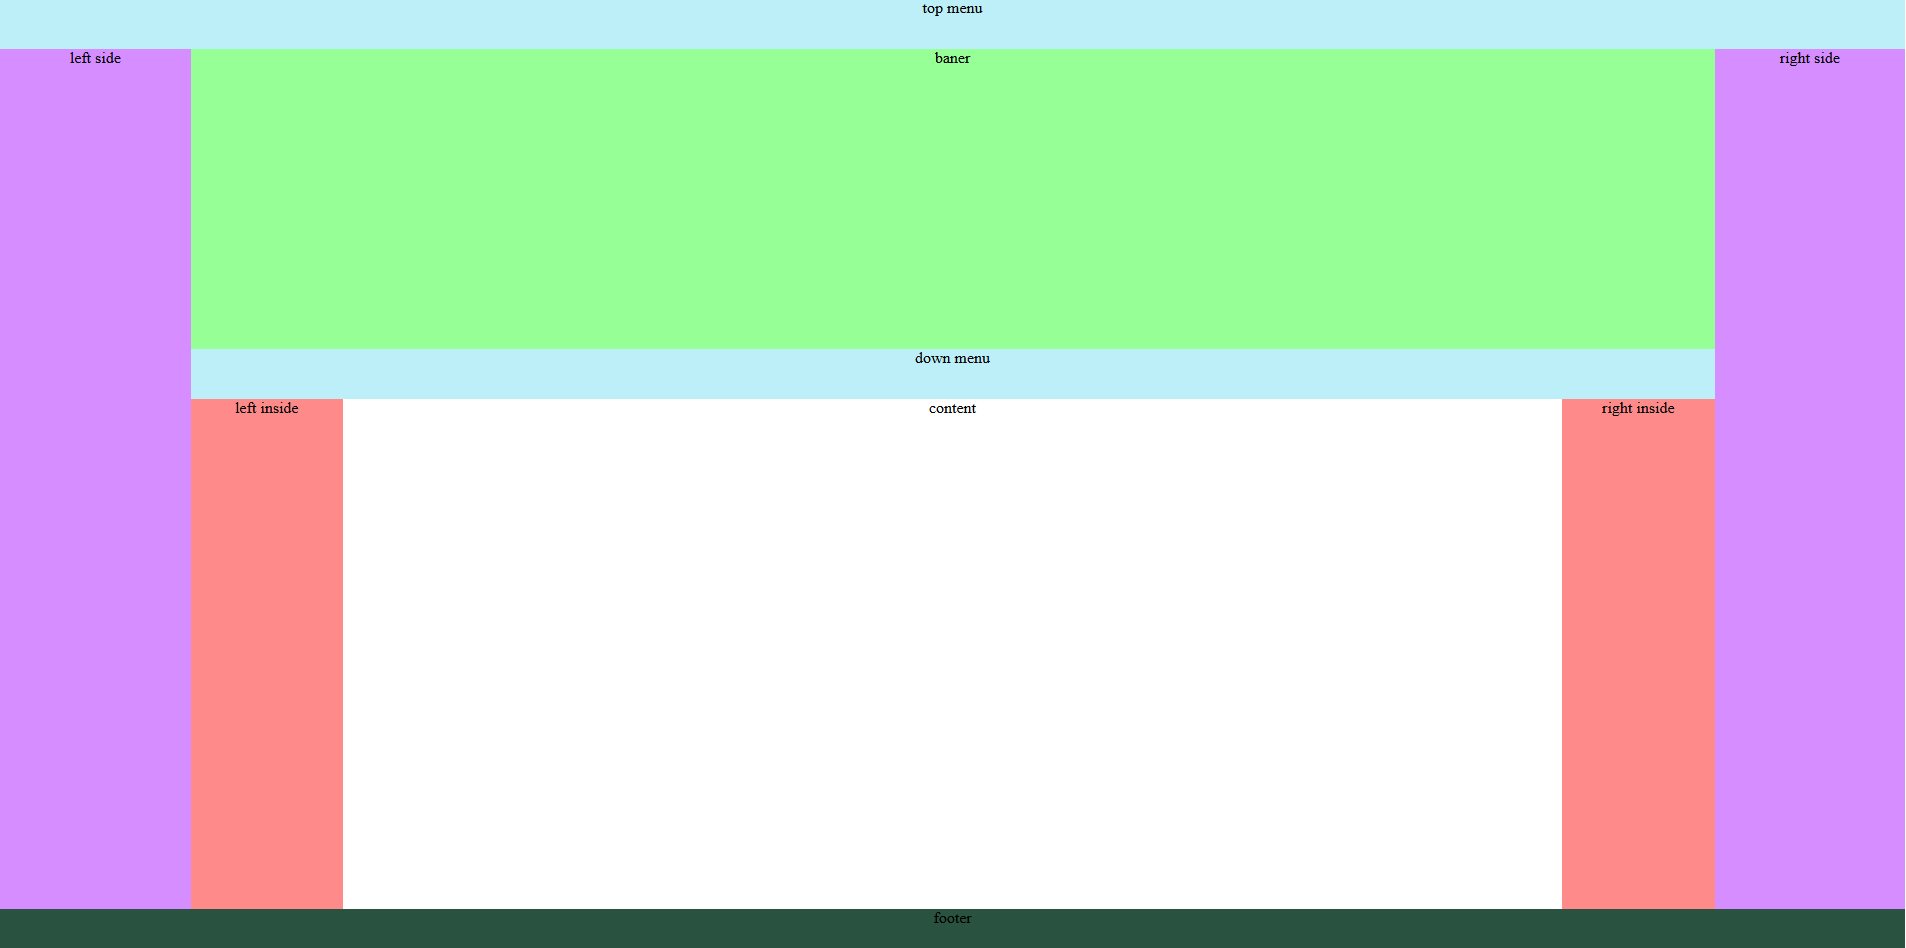 top menu
left side
baner
right side
down menu
left inside
content
right inside
footer